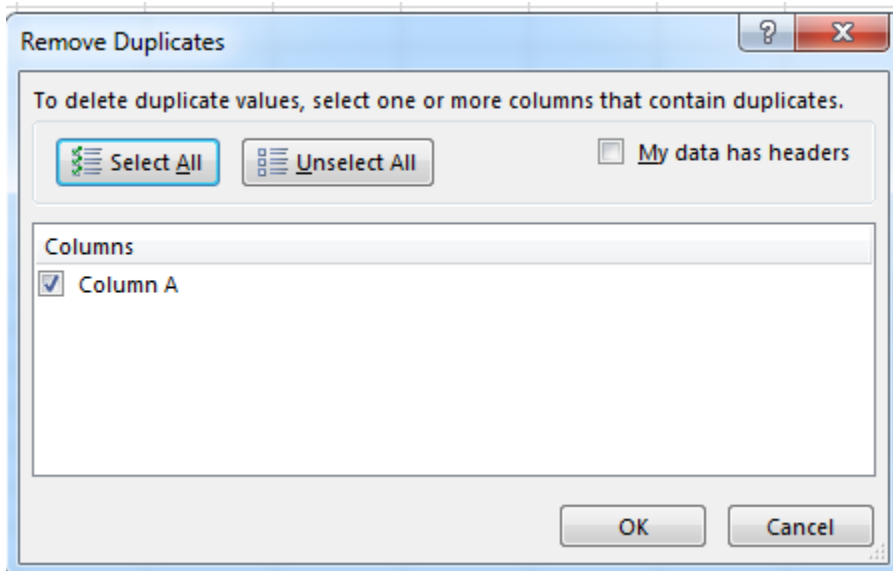 Remove Duplicates
?
To delete duplicate values, select one or more columns that contain duplicates.
Select All
Unselect All
My data has headers
Columns
Column A
OK
Cancel